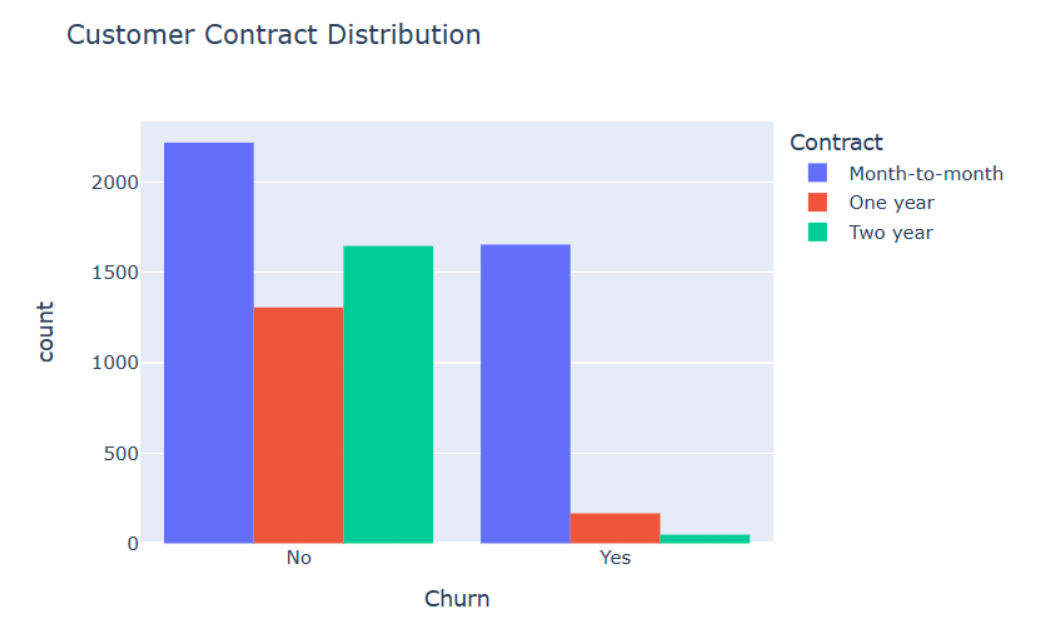 Customer Contract Distribution
Contract
Month-to-month
One year
Two year
count
2000
1500
1000
500
0
No
Yes
Churn